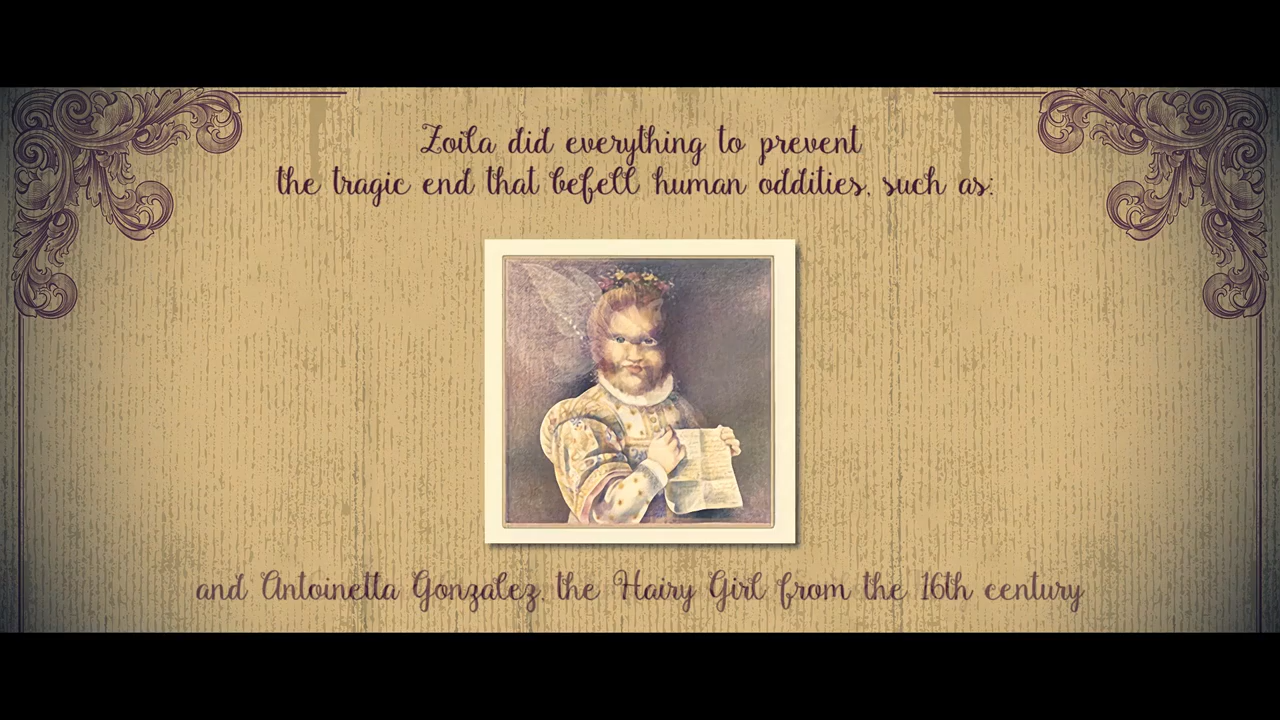 Zoila did everything to prevent
the tragic end that befell human oddities, such as:
and Antoinetta Gonzalez, the Hairy Girl from the 16th century